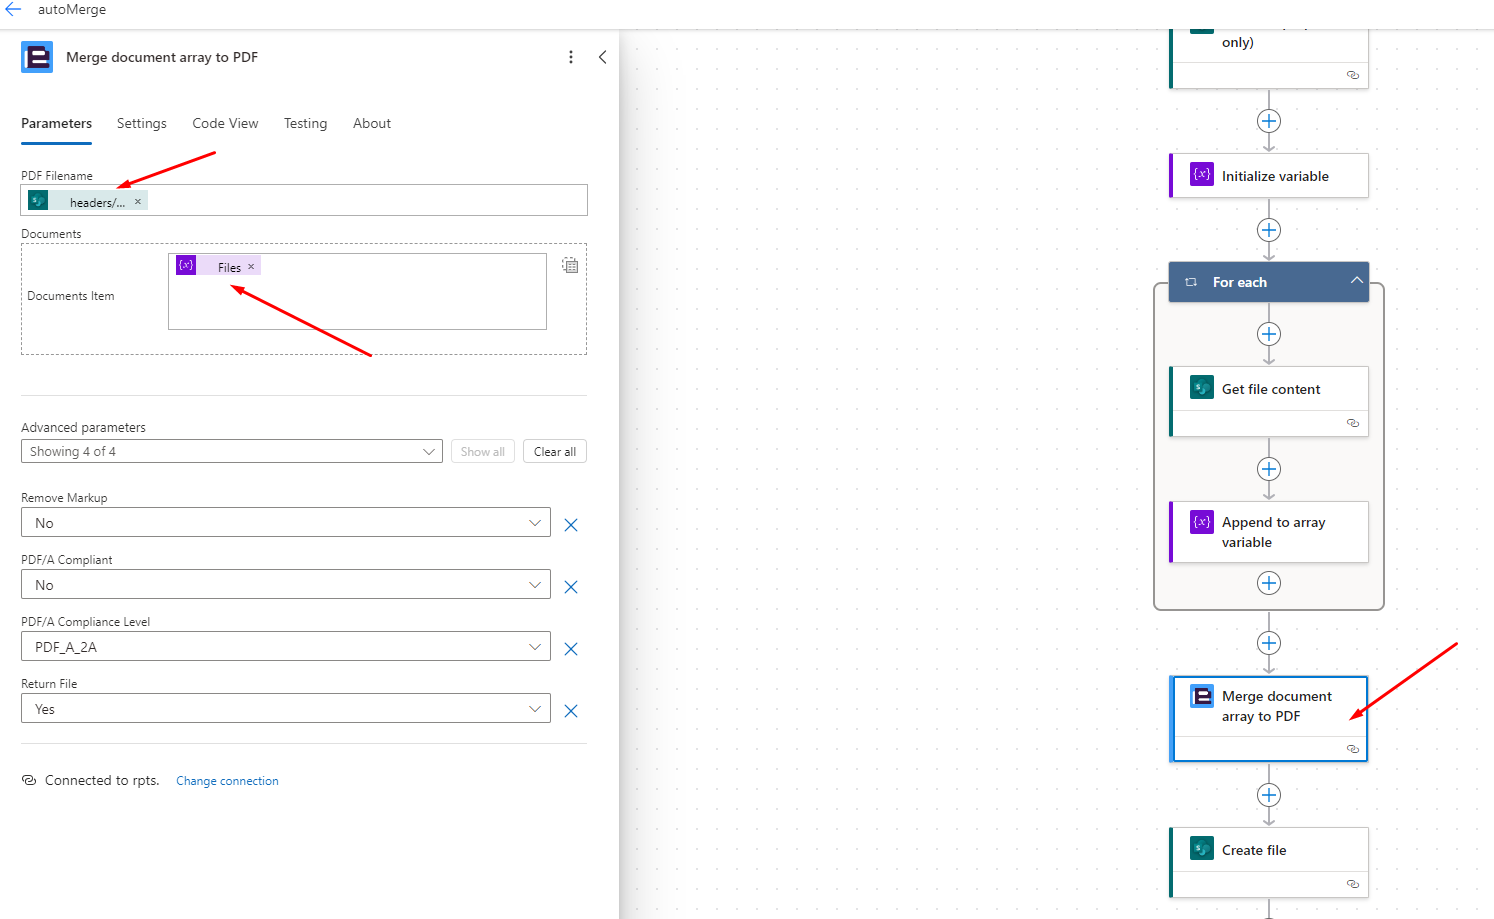 autoMerge
Merge document array to PDF
Parameters
Settings
Code View
Testing
About
PDF Filename
headers/... ×
Documents
Documents Item
{x} Files ×
Advanced parameters
Showing 4 of 4
Show all
Clear all
Remove Markup
No
PDF/A Compliant
No
PDF/A Compliance Level
PDF_A_2A
Return File
Yes
Connected to rpts. Change connection
only)
{x} Initialize variable
For each
Get file content
{x} Append to array
variable
Merge document
array to PDF
Create file